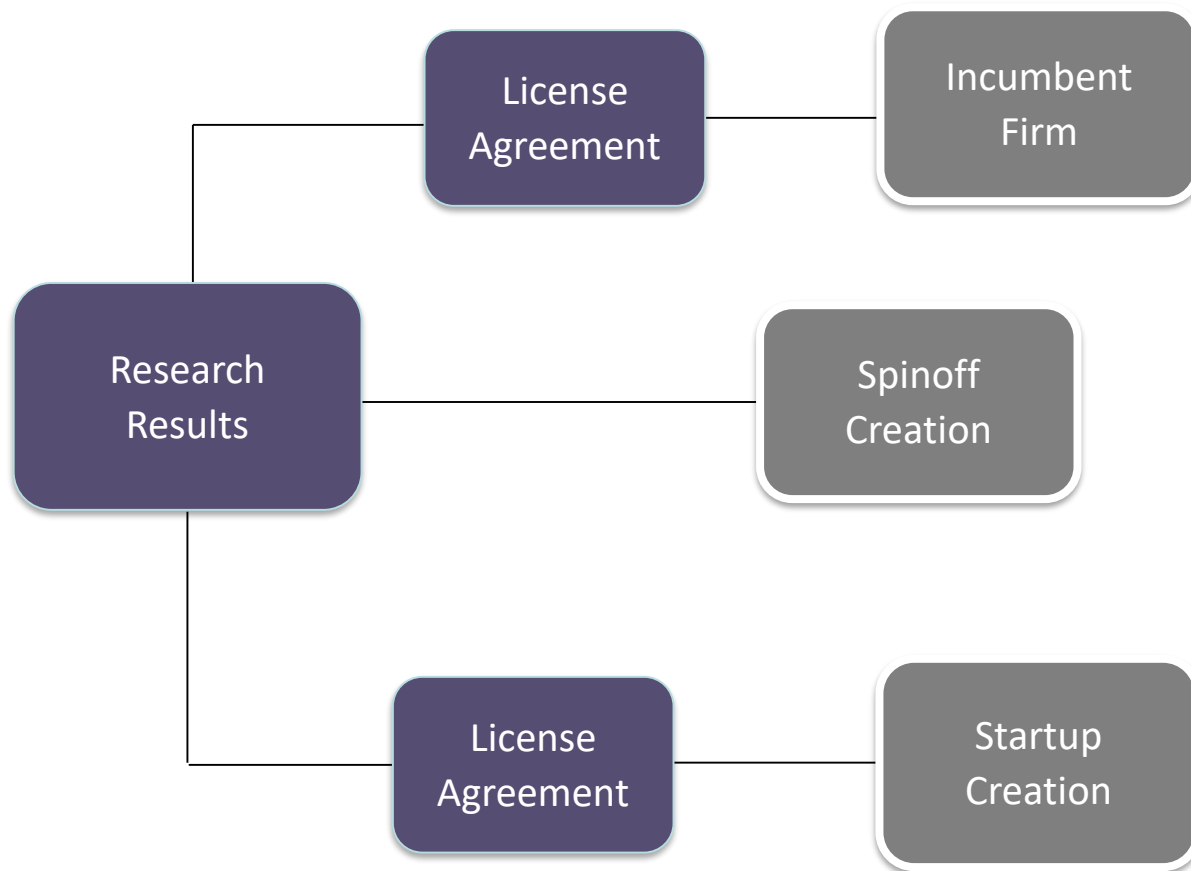 License
Agreement
Incumbent
Firm
Research
Results
Spinoff
Creation
License
Agreement
Startup
Creation